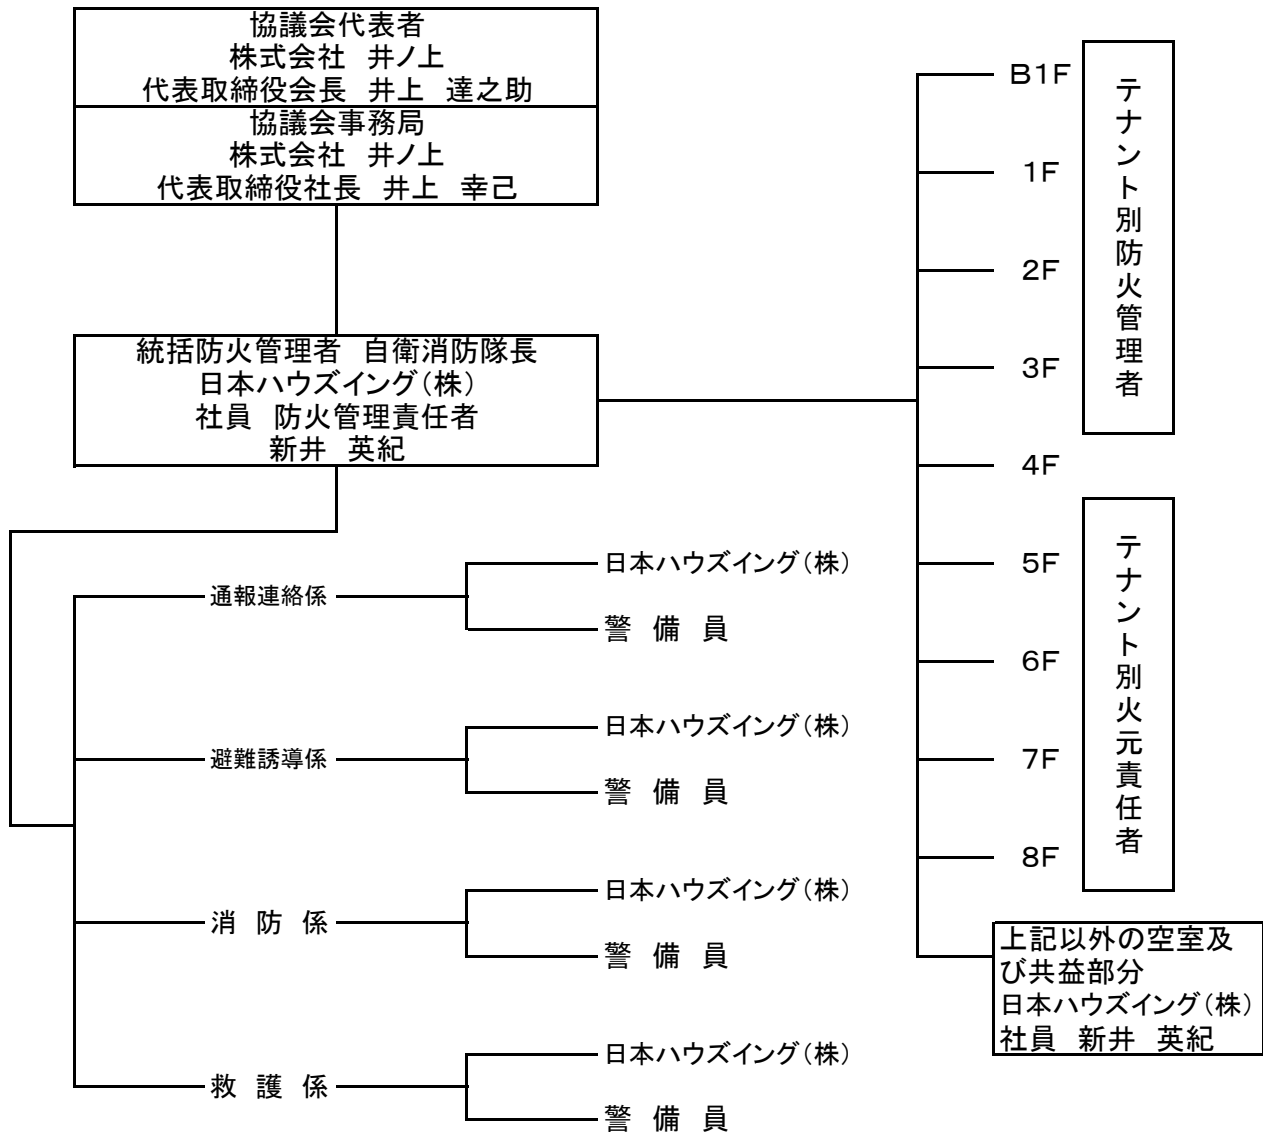 協議会代表者
株式会社　井ノ上
代表取締役会長　井上　達之助
協議会事務局
株式会社　井ノ上
代表取締役社長　井上　幸己
統括防火管理者　自衛消防隊長
日本ハウズイング（株）
社員　防火管理責任者
新井　英紀
通報連絡係
日本ハウズイング（株）
警　備　員
避難誘導係
日本ハウズイング（株）
警　備　員
消　防　係
日本ハウズイング（株）
警　備　員
救　護　係
日本ハウズイング（株）
警　備　員
Ｂ１Ｆ
１Ｆ
２Ｆ
３Ｆ
４Ｆ
５Ｆ
６Ｆ
７Ｆ
８Ｆ
テナント別防火管理者
テナント別火元責任者
上記以外の空室及
び共益部分
日本ハウズイング（株）
社員　新井　英紀